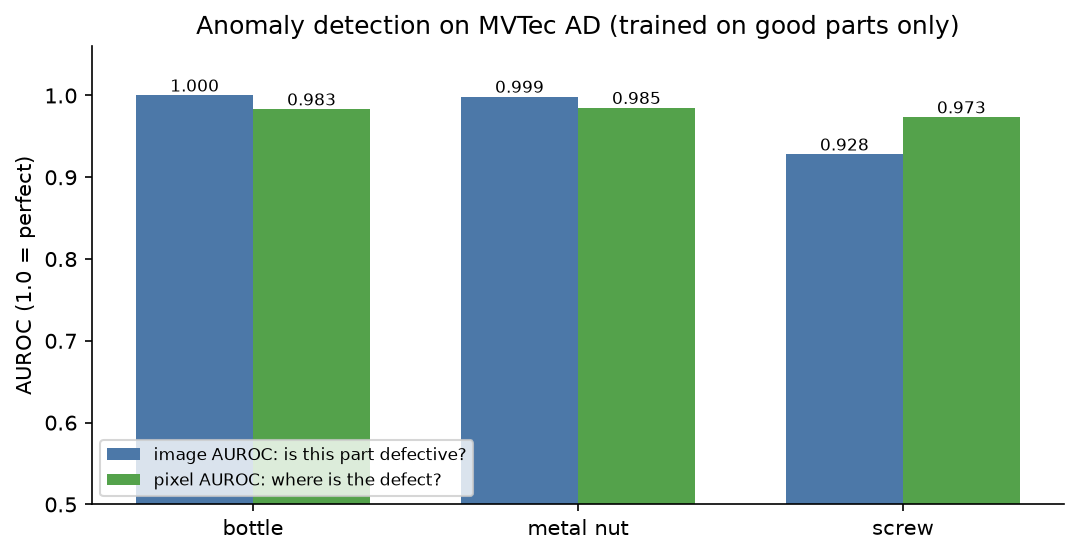 Anomaly detection on MVTec AD (trained on good parts only)
AUROC (1.0 = perfect)
1.0
0.9
0.8
0.7
0.6
0.5
1.000
0.983
0.999
0.985
0.928
0.973
image AUROC: is this part defective?
pixel AUROC: where is the defect?
bottle
metal nut
screw